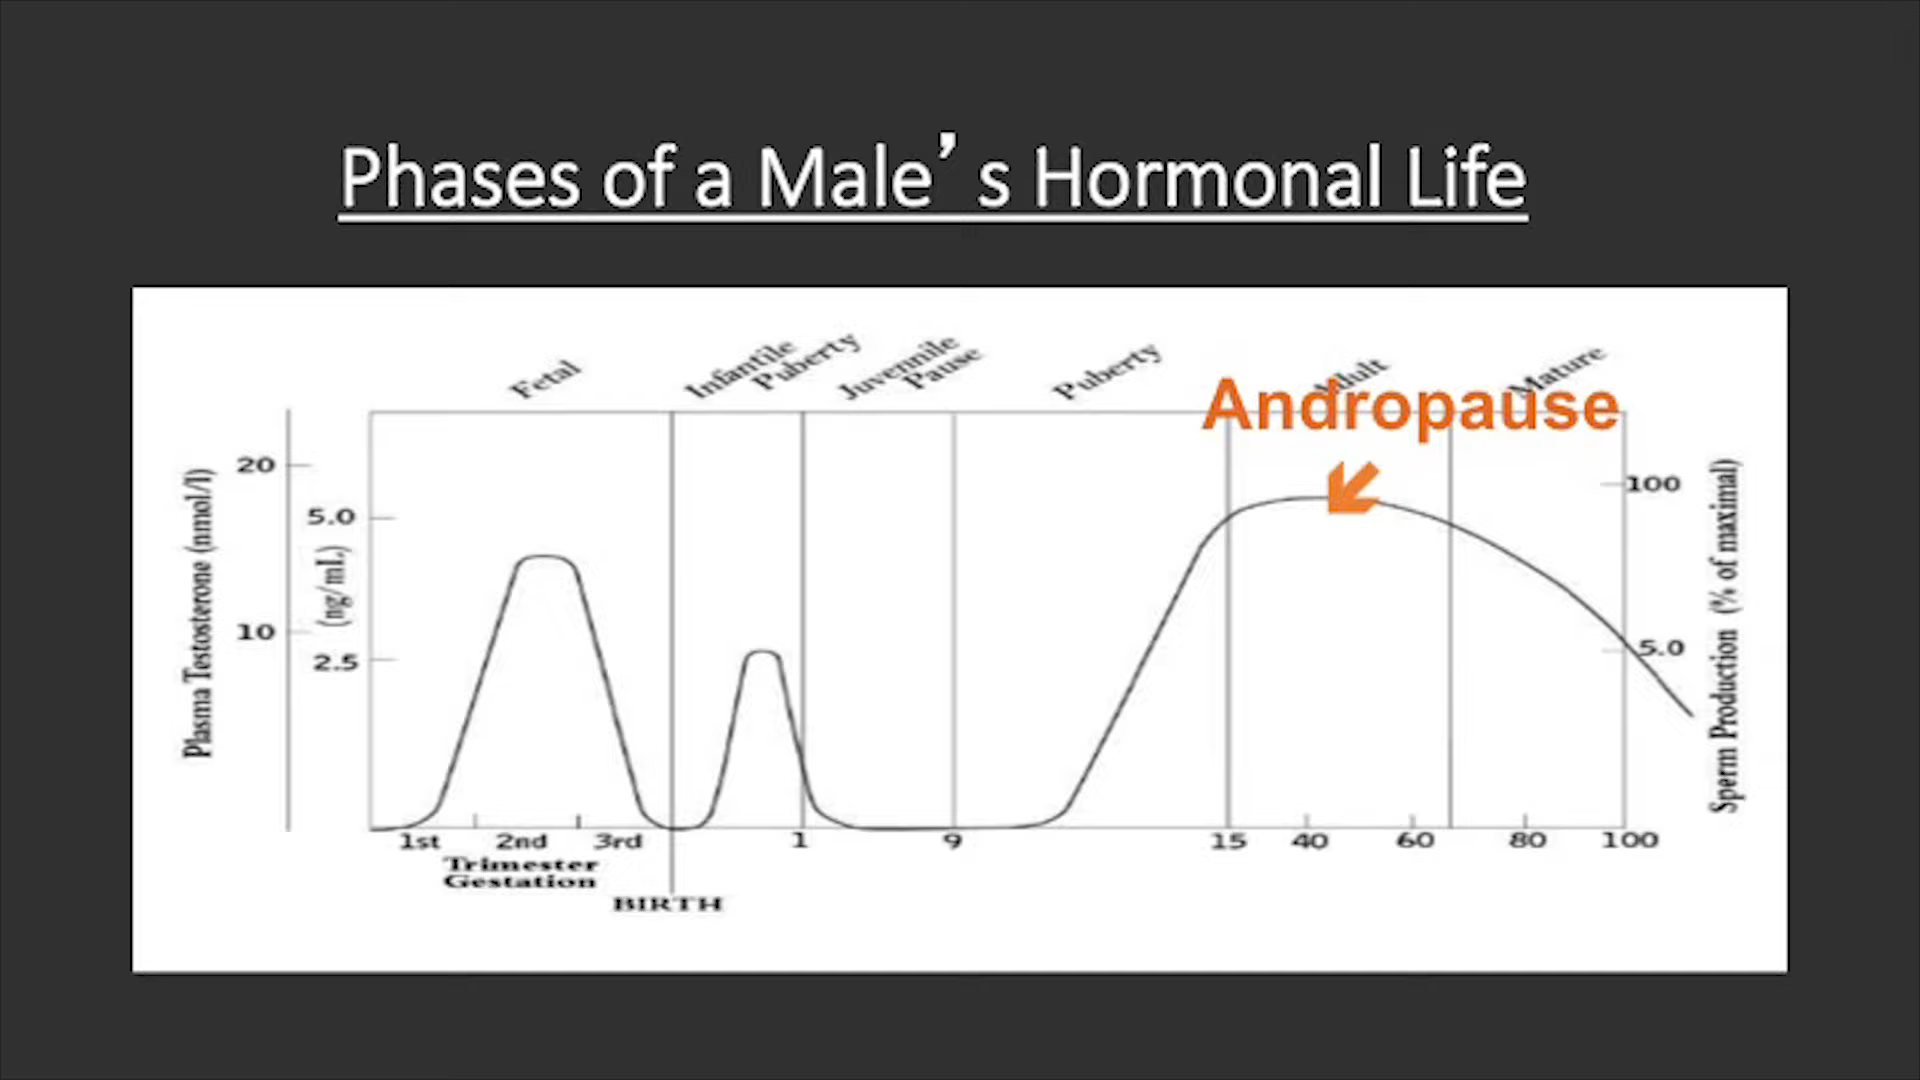 Phases of a Male’s Hormonal Life
Fetal
Infantile
Puberty
Juvennile
Pause
Puberty
Adult
Mature
Andropause
Plasma Testosterone (nmol/l)
20
10
(ng/mL)
5.0
2.5
100
5.0
Sperm Production (% of maximal)
1st 2nd 3rd 1 9 15 40 60 80 100
Trimester
Gestation
BIRTH